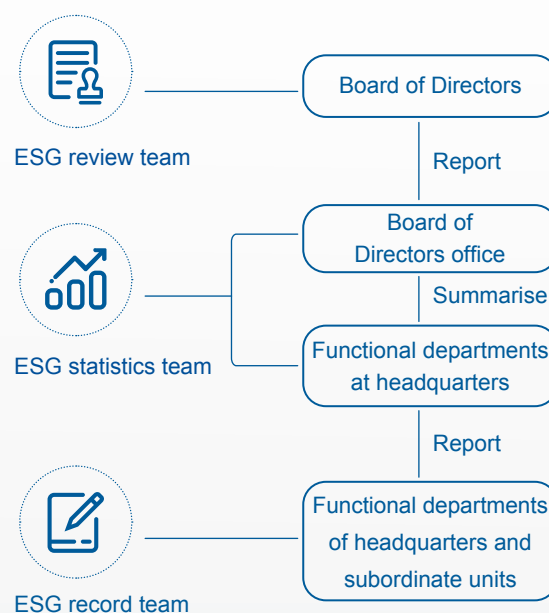 Board of Directors
ESG review team
Report
Board of
Directors office
Summarise
Functional departments
at headquarters
ESG statistics team
Report
Functional departments
of headquarters and
subordinate units
ESG record team